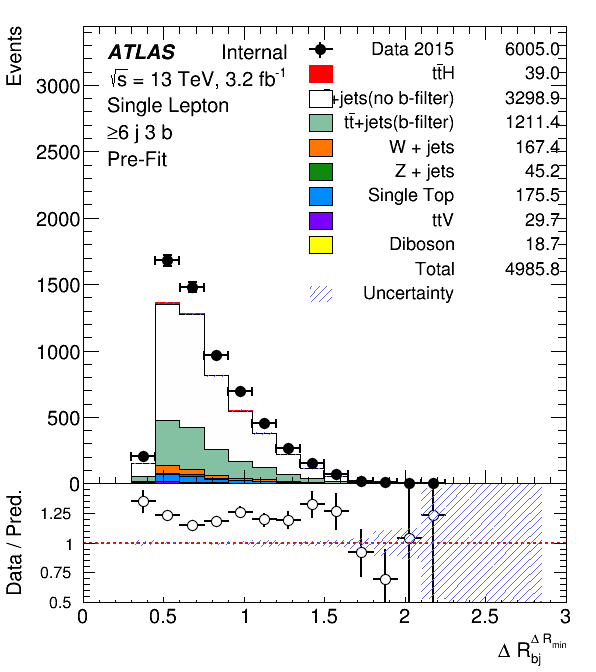 Events
ATLAS Internal
√s = 13 TeV, 3.2 fb⁻¹
Single Lepton
≥6 j 3 b
Pre-Fit
Data 2015 6005.0
tt̄H 39.0
+jets(no b-filter) 3298.9
tt̄+jets(b-filter) 1211.4
W + jets 167.4
Z + jets 45.2
Single Top 175.5
ttV 29.7
Diboson 18.7
Total 4985.8
Uncertainty
3000
2500
2000
1500
1000
500
0
Data / Pred.
1.25
1
0.75
0.5
0 0.5 1 1.5 2 2.5 3
Δ R_bj^Δ R_min